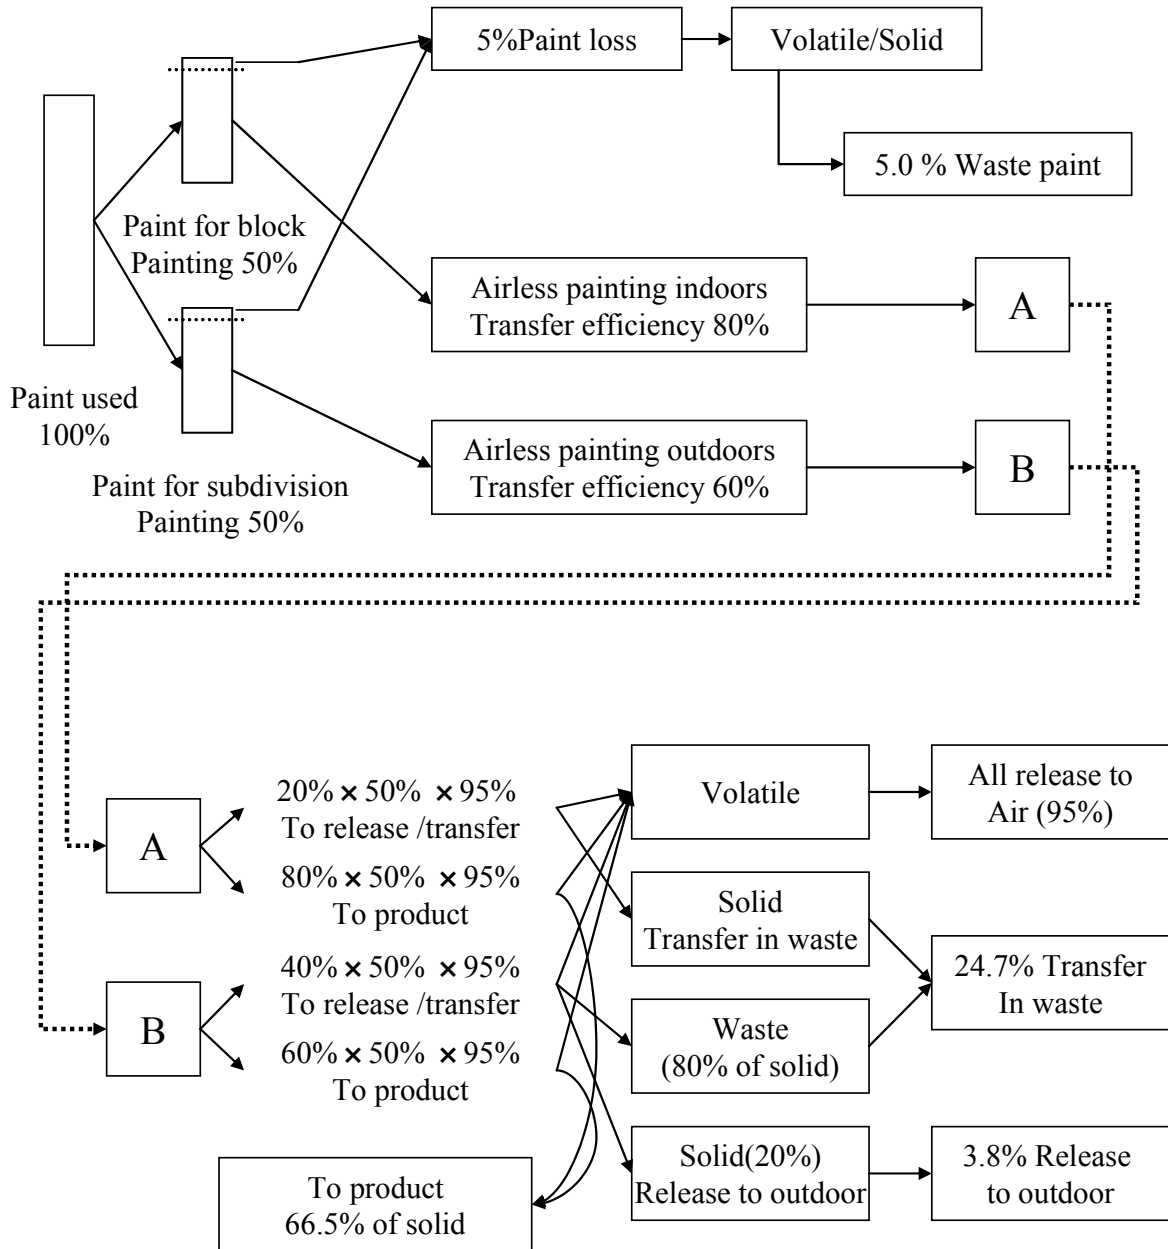 5%Paint loss
Volatile/Solid
5.0 % Waste paint
Paint for block
Painting 50%
Airless painting indoors
Transfer efficiency 80%
A
Paint used
100%
Airless painting outdoors
Transfer efficiency 60%
B
Paint for subdivision
Painting 50%
A
20% × 50% × 95%
To release /transfer
80% × 50% × 95%
To product
B
40% × 50% × 95%
To release /transfer
60% × 50% × 95%
To product
Volatile
All release to
Air (95%)
Solid
Transfer in waste
24.7% Transfer
In waste
Waste
(80% of solid)
Solid(20%)
Release to outdoor
3.8% Release
to outdoor
To product
66.5% of solid